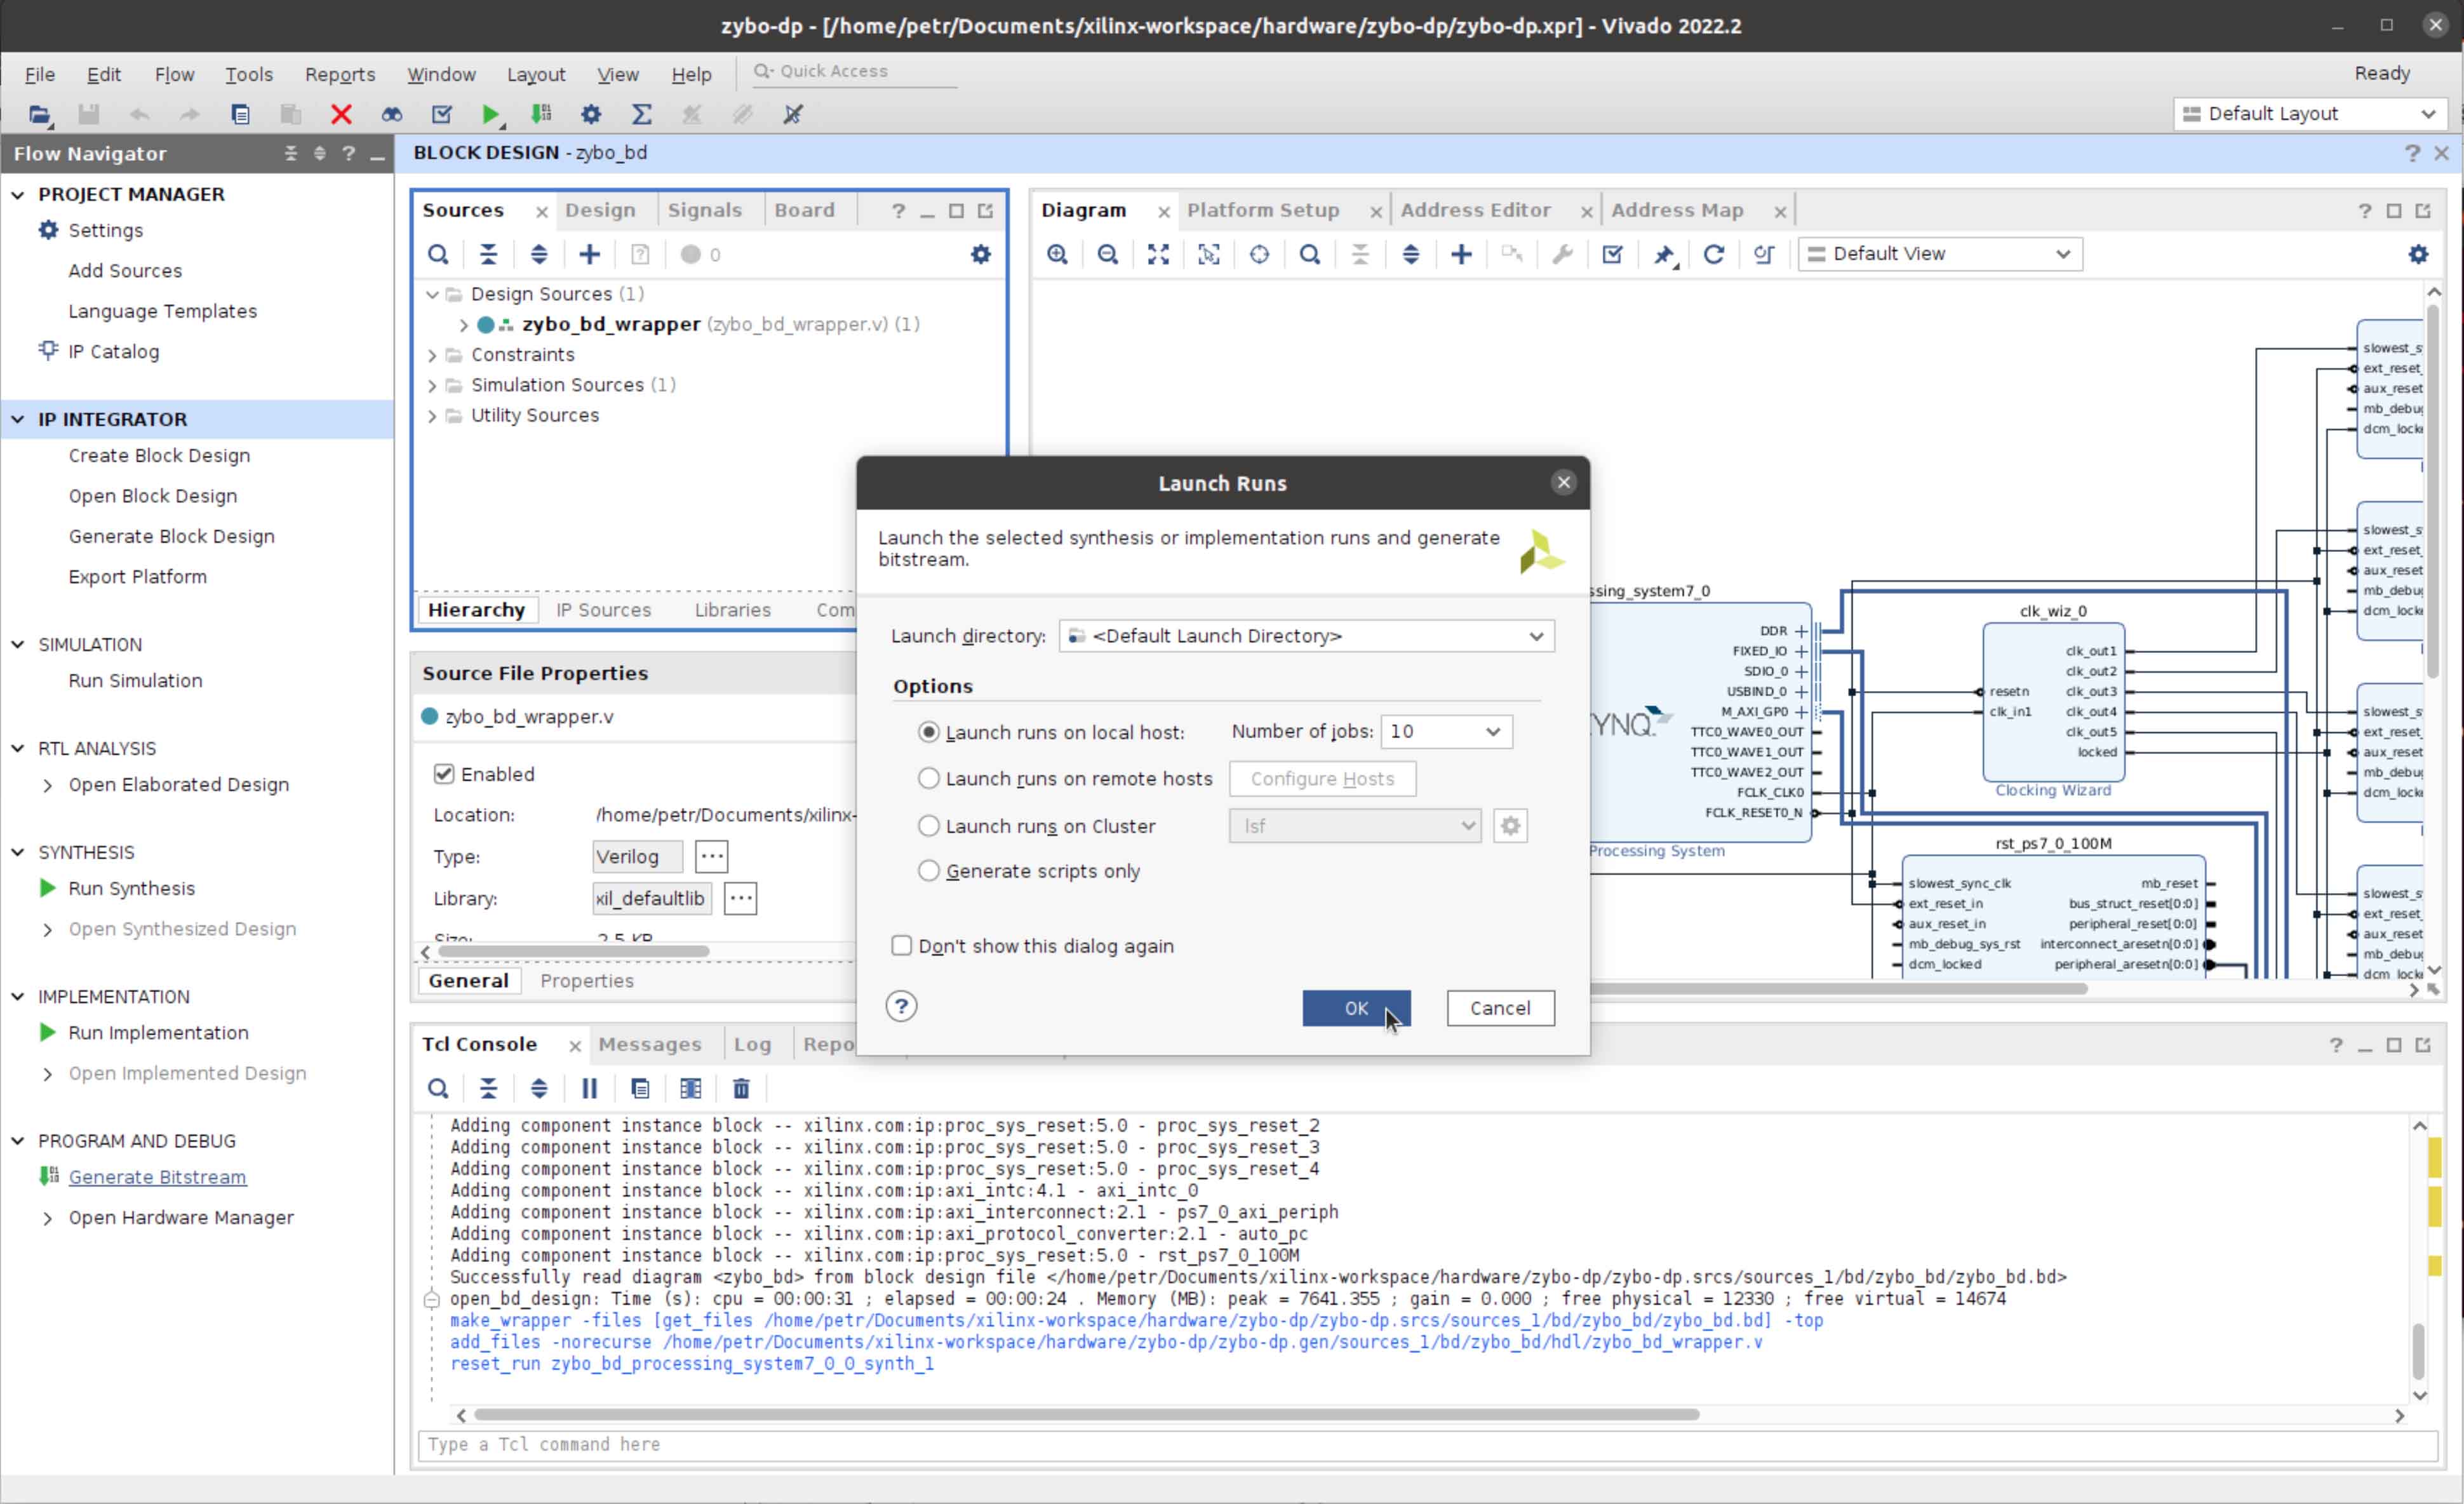 zybo-dp - [/home/petr/Documents/xilinx-workspace/hardware/zybo-dp/zybo-dp.xpr] - Vivado 2022.2
File Edit Flow Tools Reports Window Layout View Help Quick Access Ready
Default Layout
Flow Navigator
PROJECT MANAGER
Settings
Add Sources
Language Templates
IP Catalog
IP INTEGRATOR
Create Block Design
Open Block Design
Generate Block Design
Export Platform
SIMULATION
Run Simulation
RTL ANALYSIS
Open Elaborated Design
SYNTHESIS
Run Synthesis
Open Synthesized Design
IMPLEMENTATION
Run Implementation
Open Implemented Design
PROGRAM AND DEBUG
Generate Bitstream
Open Hardware Manager
BLOCK DESIGN - zybo_bd
Sources Design Signals Board
0
Design Sources (1)
zybo_bd_wrapper (zybo_bd_wrapper.v) (1)
Constraints
Simulation Sources (1)
Utility Sources
Hierarchy IP Sources Libraries Com
Source File Properties
zybo_bd_wrapper.v
Enabled
Location: /home/petr/Documents/xilinx-
Type: Verilog
Library: xil_defaultlib
General Properties
Diagram Platform Setup Address Editor Address Map
Default View
ssing_system7_0
DDR
FIXED_IO
SDIO_0
USBIND_0
M_AXI_GP0
TTC0_WAVE0_OUT
TTC0_WAVE1_OUT
TTC0_WAVE2_OUT
FCLK_CLK0
FCLK_RESET0_N
YNQ
Processing System
clk_wiz_0
resetn
clk_in1
clk_out1
clk_out2
clk_out3
clk_out4
clk_out5
locked
Clocking Wizard
rst_ps7_0_100M
slowest_sync_clk mb_reset
ext_reset_in bus_struct_reset[0:0]
aux_reset_in peripheral_reset[0:0]
mb_debug_sys_rst interconnect_aresetn[0:0]
dcm_locked peripheral_aresetn[0:0]
slowest_s
ext_reset_
aux_reset
mb_debug
dcm_locke
slowest_s
ext_reset_
aux_reset
mb_debug
dcm_locke
slowest_s
ext_reset_
aux_reset
mb_debug
dcm_locke
slowest_s
ext_reset_
aux_reset
mb_debug
dcm_locke
Launch Runs
Launch the selected synthesis or implementation runs and generate
bitstream.
Launch directory: <Default Launch Directory>
Options
Launch runs on local host: Number of jobs: 10
Launch runs on remote hosts Configure Hosts
Launch runs on Cluster lsf
Generate scripts only
Don't show this dialog again
OK Cancel
Tcl Console Messages Log Repo
Adding component instance block -- xilinx.com:ip:proc_sys_reset:5.0 - proc_sys_reset_2
Adding component instance block -- xilinx.com:ip:proc_sys_reset:5.0 - proc_sys_reset_3
Adding component instance block -- xilinx.com:ip:proc_sys_reset:5.0 - proc_sys_reset_4
Adding component instance block -- xilinx.com:ip:axi_intc:4.1 - axi_intc_0
Adding component instance block -- xilinx.com:ip:axi_interconnect:2.1 - ps7_0_axi_periph
Adding component instance block -- xilinx.com:ip:axi_protocol_converter:2.1 - auto_pc
Adding component instance block -- xilinx.com:ip:proc_sys_reset:5.0 - rst_ps7_0_100M
Successfully read diagram <zybo_bd> from block design file </home/petr/Documents/xilinx-workspace/hardware/zybo-dp/zybo-dp.srcs/sources_1/bd/zybo_bd/zybo_bd.bd>
open_bd_design: Time (s): cpu = 00:00:31 ; elapsed = 00:00:24 . Memory (MB): peak = 7641.355 ; gain = 0.000 ; free physical = 12330 ; free virtual = 14674
make_wrapper -files [get_files /home/petr/Documents/xilinx-workspace/hardware/zybo-dp/zybo-dp.srcs/sources_1/bd/zybo_bd/zybo_bd.bd] -top
add_files -norecurse /home/petr/Documents/xilinx-workspace/hardware/zybo-dp/zybo-dp.gen/sources_1/bd/zybo_bd/hdl/zybo_bd_wrapper.v
reset_run zybo_bd_processing_system7_0_0_synth_1
Type a Tcl command here